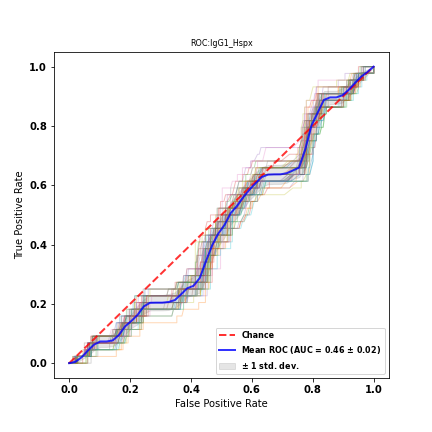 ROC:IgG1_Hspx
1.0
0.8
0.6
0.4
0.2
0.0
True Positive Rate
Chance
Mean ROC (AUC = 0.46 ± 0.02)
± 1 std. dev.
0.0 0.2 0.4 0.6 0.8 1.0
False Positive Rate